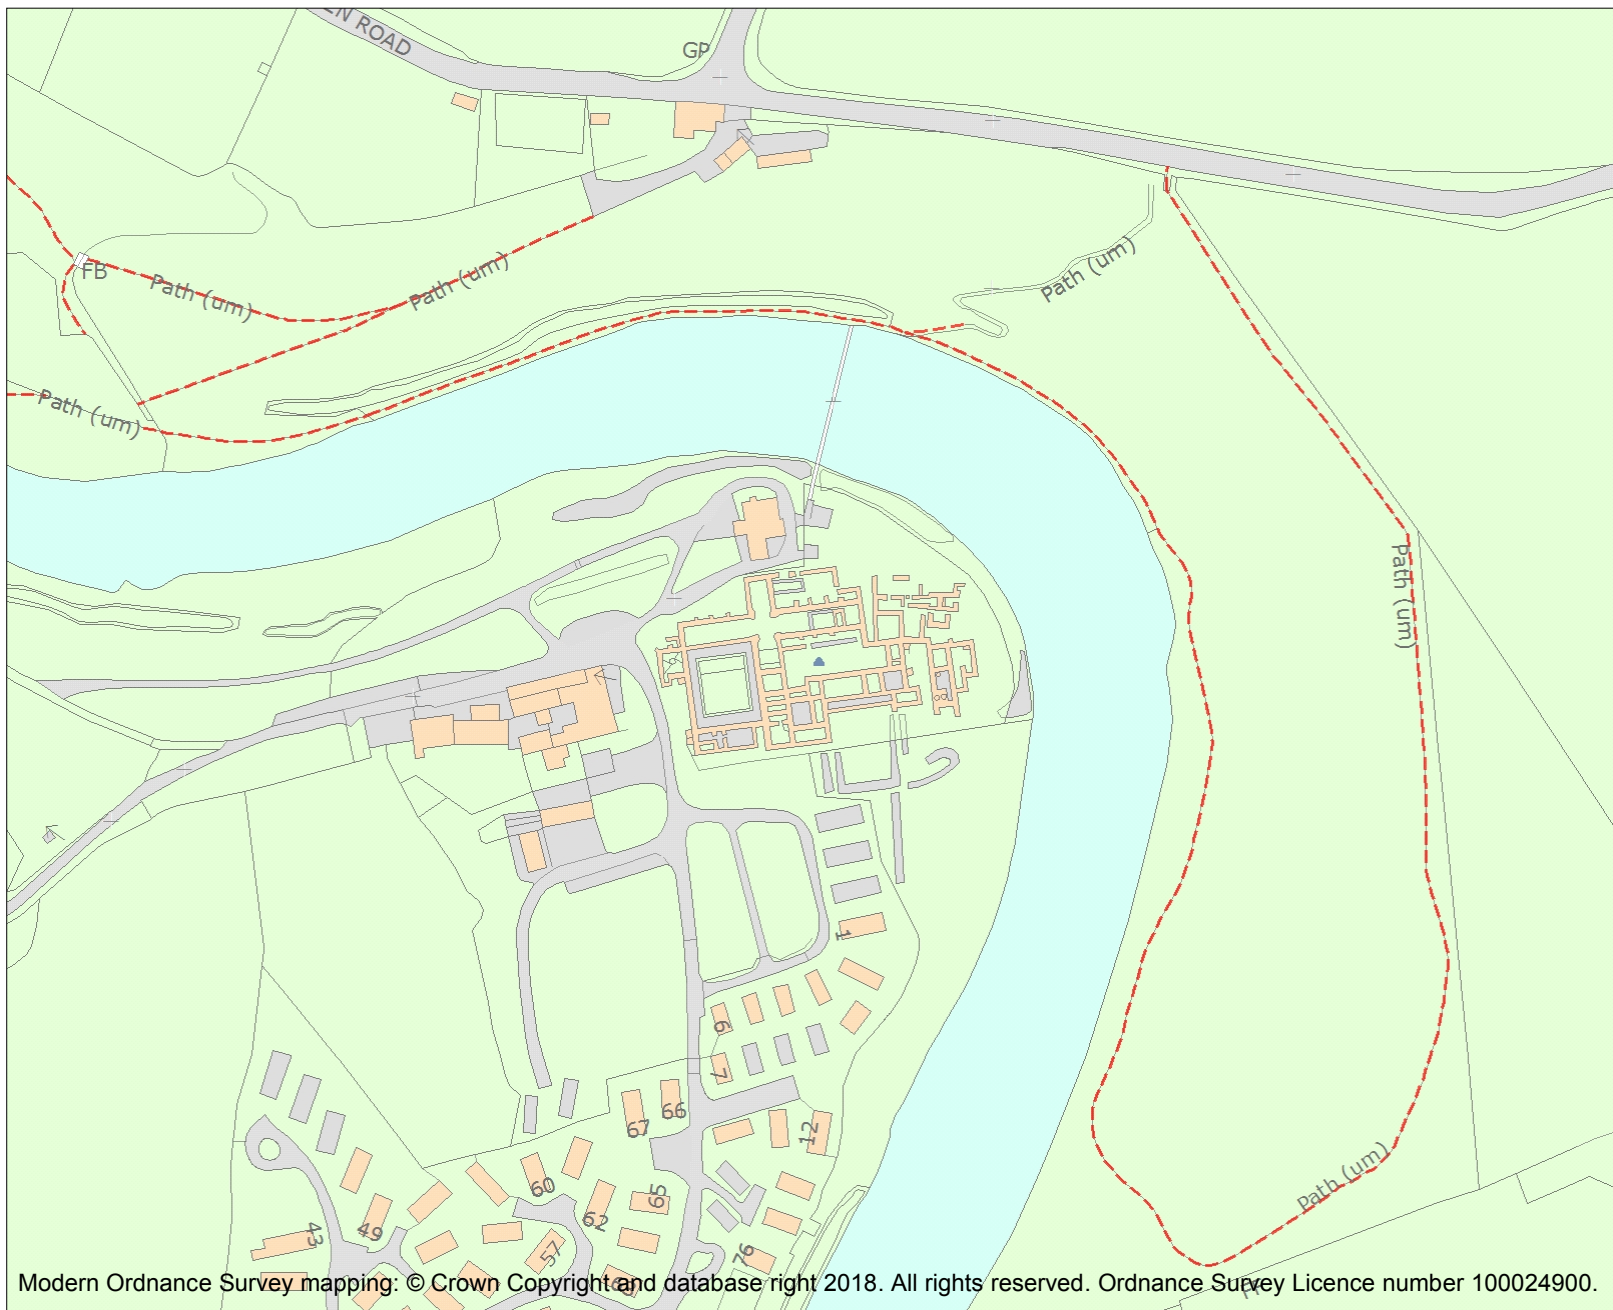 EN ROAD
GP
FB
Path (um)
Path (um)
Path (um)
Path (um)
Path (um)
1
6
7
67
66
12
60
65
62
49
43
57
76
Path (um)
Modern Ordnance Survey mapping: © Crown Copyright and database right 2018. All rights reserved. Ordnance Survey Licence number 100024900.